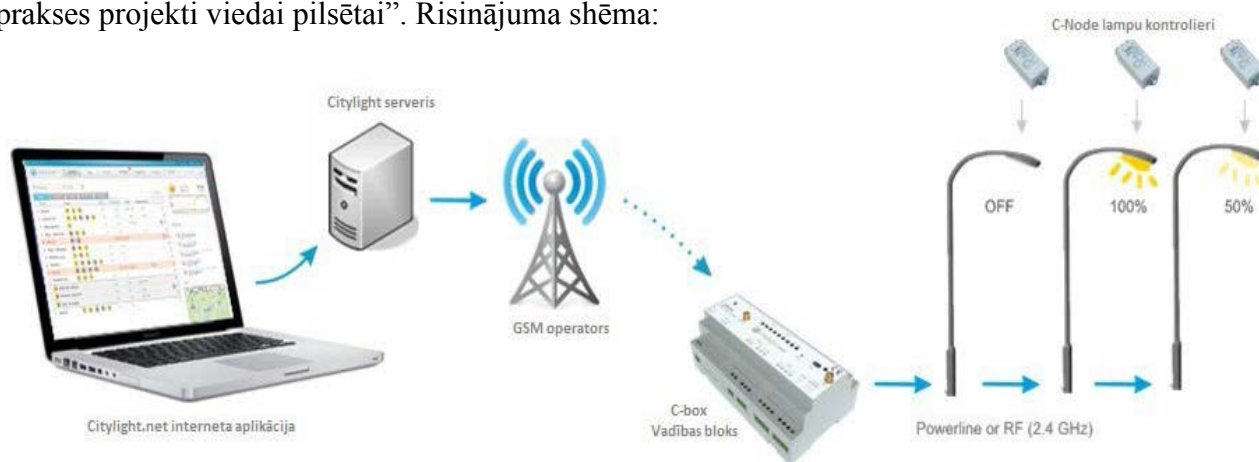 prakses projekti viedai pilsētai”. Risinājuma shēma:
C-Node lampu kontrolieri
Citylight serveris
OFF
100%
50%
GSM operators
Citylight.net interneta aplikācija
C-box
Vadības bloks
Powerline or RF (2.4 GHz)